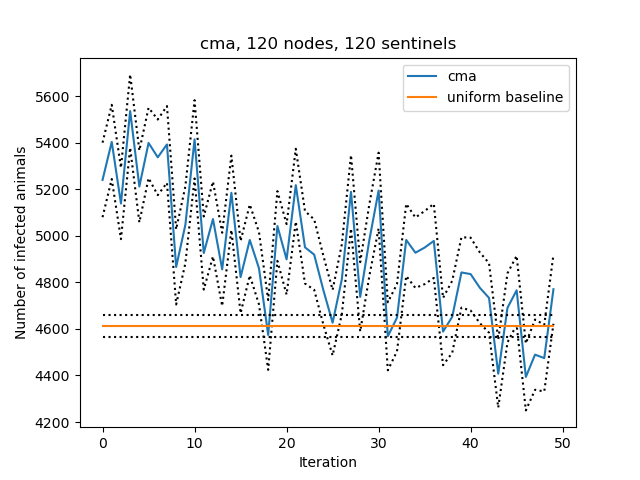 cma, 120 nodes, 120 sentinels
cma
uniform baseline
Number of infected animals
5600
5400
5200
5000
4800
4600
4400
4200
0
10
20
30
40
50
Iteration